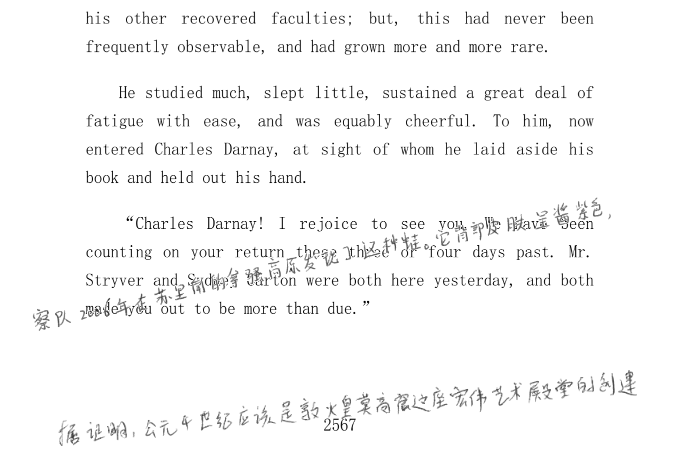 his other recovered faculties; but, this had never been
frequently observable, and had grown more and more rare.
He studied much, slept little, sustained a great deal of
fatigue with ease, and was equably cheerful. To him, now
entered Charles Darnay, at sight of whom he laid aside his
book and held out his hand.
“Charles Darnay! I rejoice to see you. We have been
counting on your return these three or four days past. Mr.
Stryver and Sydney Carton were both here yesterday, and both
made you out to be more than due.”
察队2006年在苏里南的拿骚高原发现了这种蛙。它背部皮肤呈酱紫色,
据证明,公元4世纪应该是敦煌莫高窟这座宏伟艺术殿堂的创建
2567